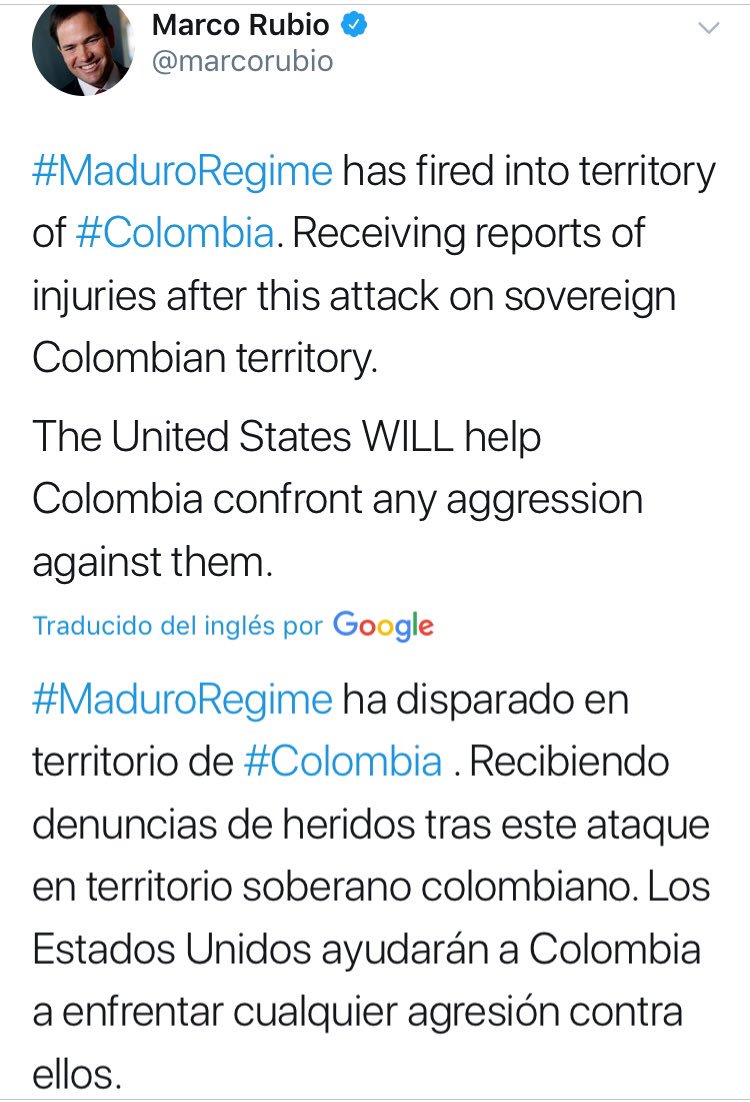 Marco Rubio
@marcorubio
#MaduroRegime has fired into territory
of #Colombia. Receiving reports of
injuries after this attack on sovereign
Colombian territory.
The United States WILL help
Colombia confront any aggression
against them.
Traducido del inglés por Google
#MaduroRegime ha disparado en
territorio de #Colombia . Recibiendo
denuncias de heridos tras este ataque
en territorio soberano colombiano. Los
Estados Unidos ayudarán a Colombia
a enfrentar cualquier agresión contra
ellos.